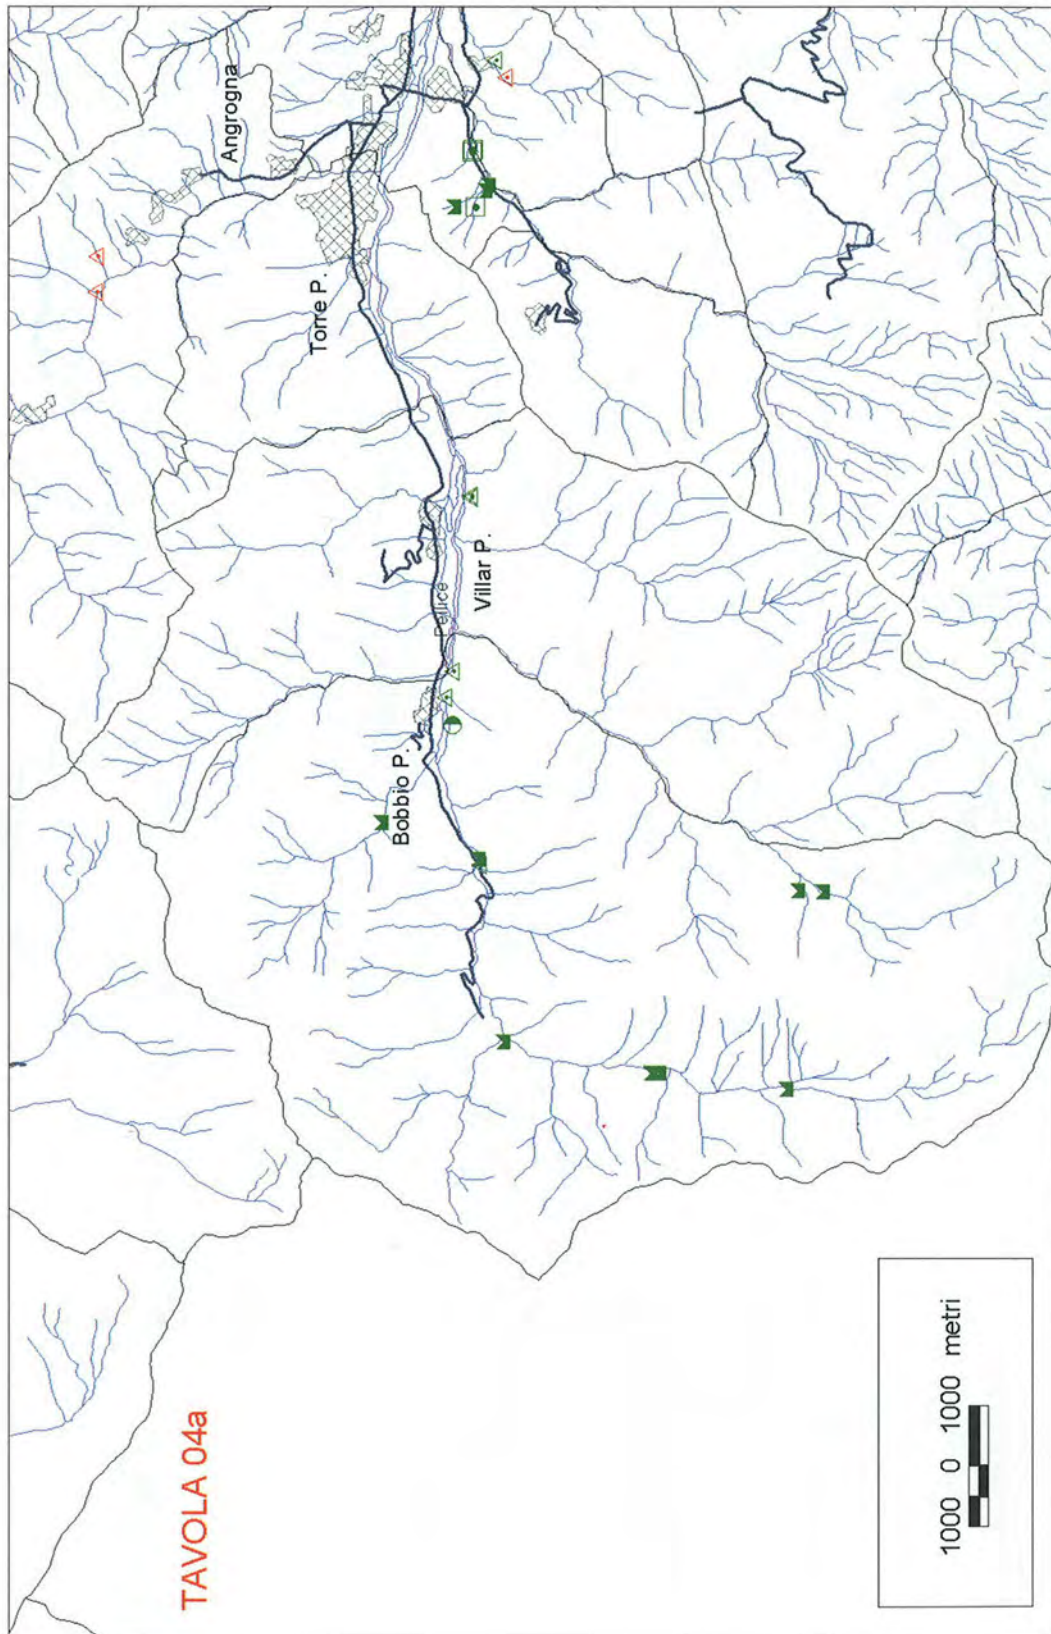 TAVOLA 04a
Bobbio P.
Villar P.
Pellice
Torre P.
Angrogna
1000 0 1000 metri